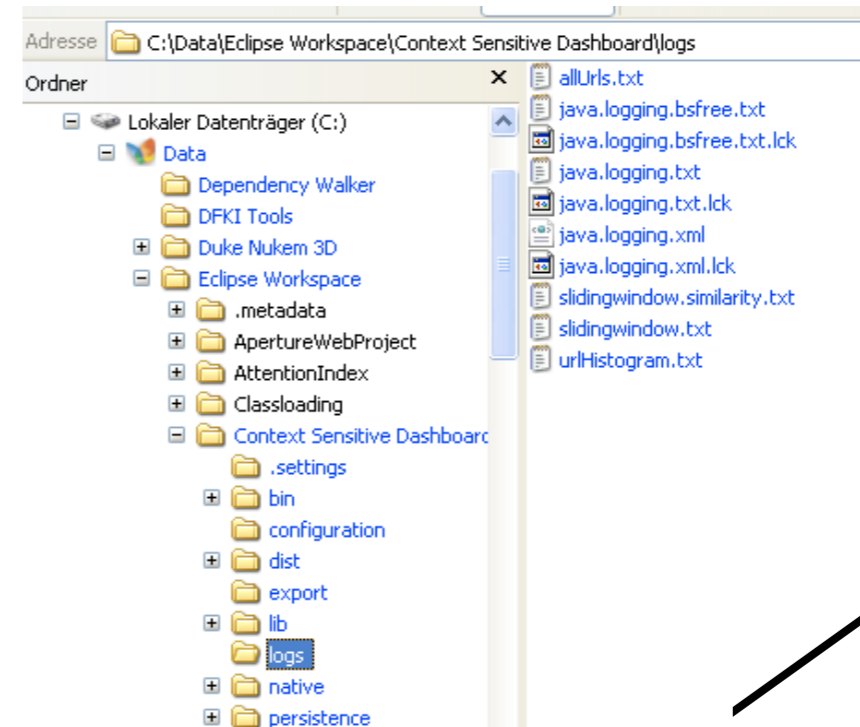 Adresse C:\Data\Eclipse Workspace\Context Sensitive Dashboard\logs
Ordner
Lokaler Datenträger (C:)
Data
Dependency Walker
DFKI Tools
Duke Nukem 3D
Eclipse Workspace
.metadata
ApertureWebProject
AttentionIndex
Classloading
Context Sensitive Dashboard
.settings
bin
configuration
dist
export
lib
logs
native
persistence
allUrls.txt
java.logging.bsfree.txt
java.logging.bsfree.txt.lck
java.logging.txt
java.logging.txt.lck
java.logging.xml
java.logging.xml.lck
slidingwindow.similarity.txt
slidingwindow.txt
urlHistogram.txt